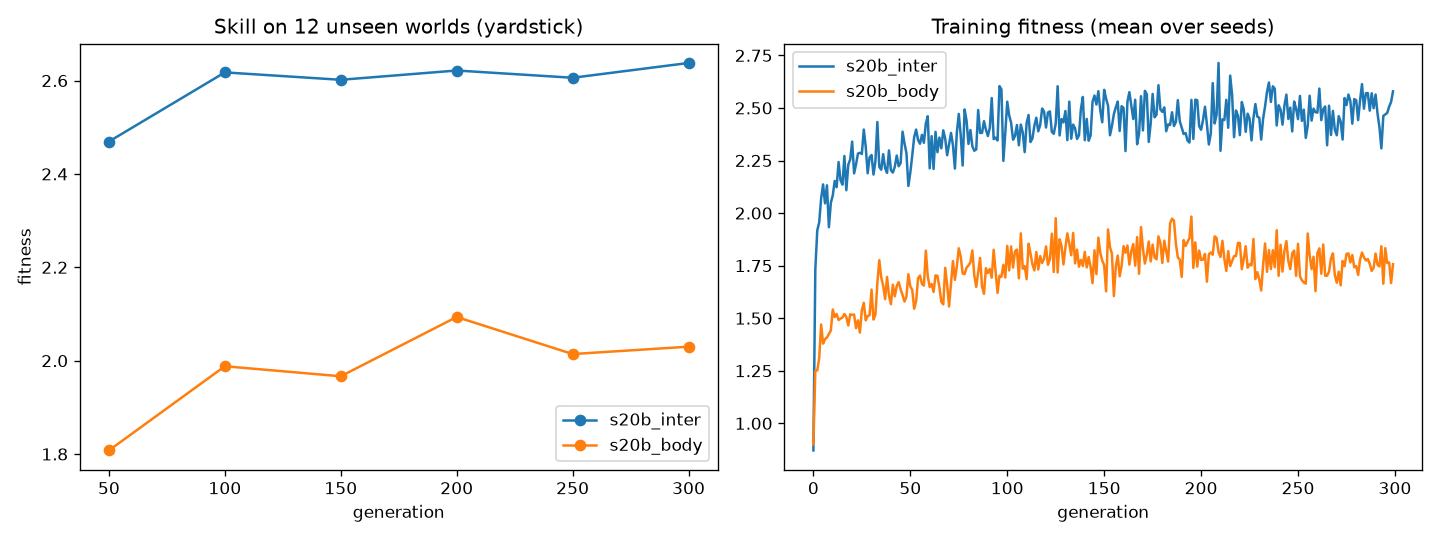 Skill on 12 unseen worlds (yardstick)
fitness
2.6
2.4
2.2
2.0
1.8
50
100
150
200
250
300
generation
s20b_inter
s20b_body
Training fitness (mean over seeds)
s20b_inter
s20b_body
2.75
2.50
2.25
2.00
1.75
1.50
1.25
1.00
0
50
100
150
200
250
300
generation